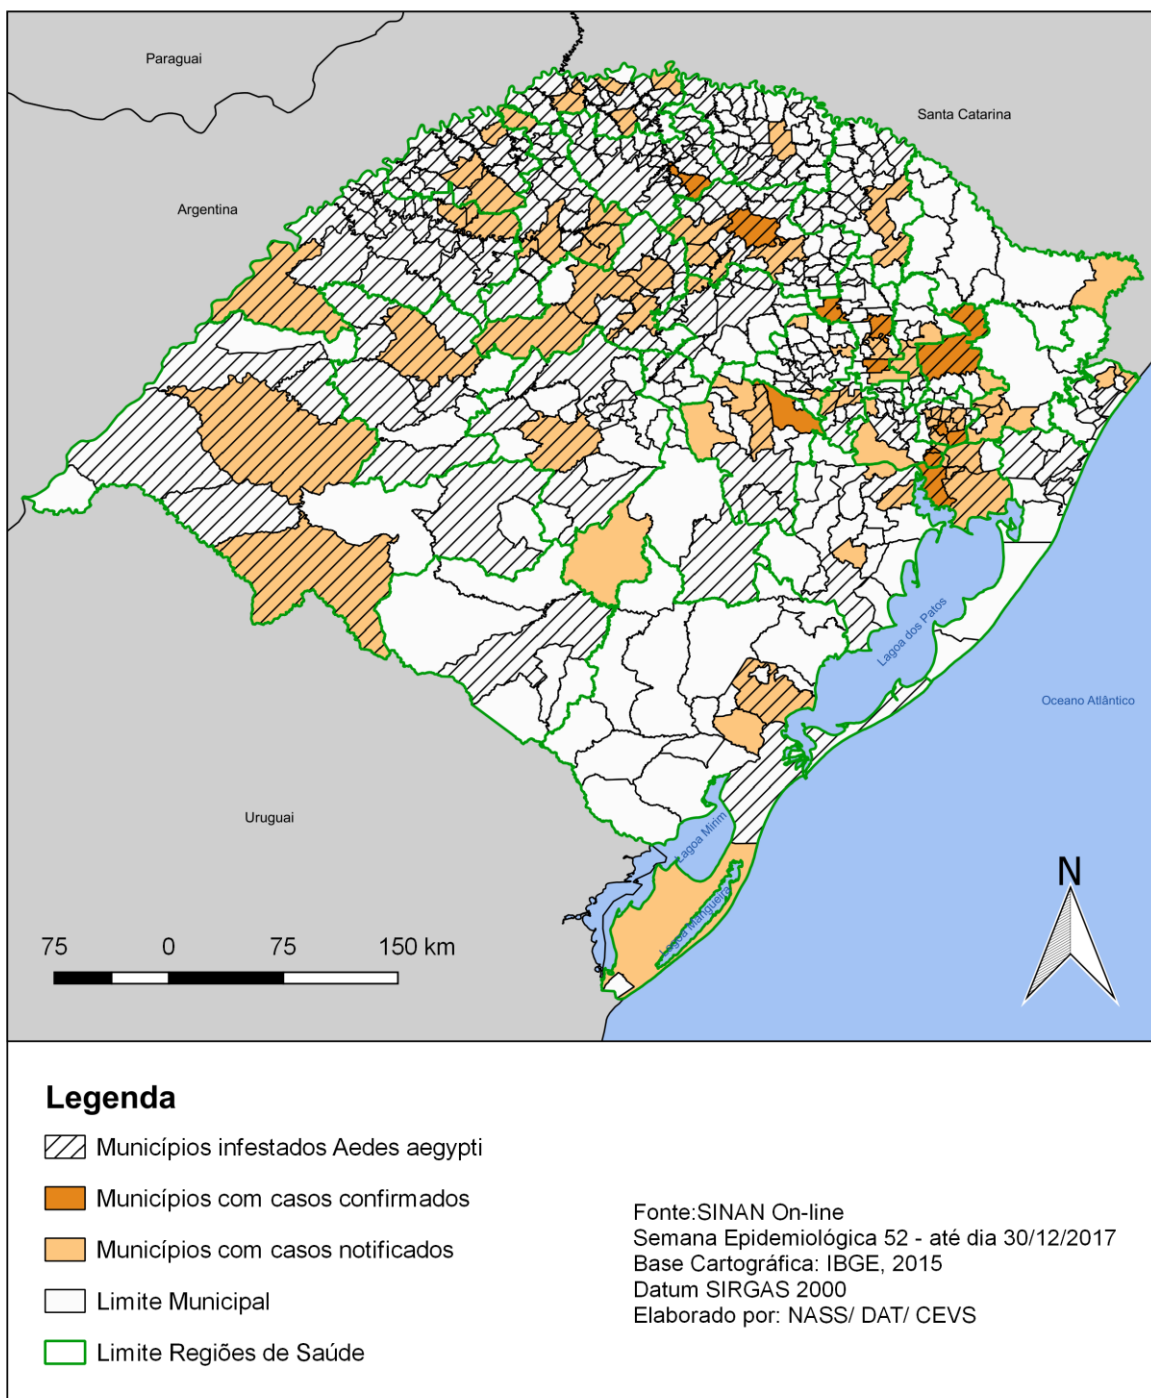 Paraguai
Santa Catarina
Argentina
Lagoa dos Patos
Oceano Atlântico
Uruguai
Lagoa Mirim
Lagoa Mangueira
N
75 0 75 150 km
Legenda
Municípios infestados Aedes aegypti
Municípios com casos confirmados
Municípios com casos notificados
Limite Municipal
Limite Regiões de Saúde
Fonte:SINAN On-line
Semana Epidemiológica 52 - até dia 30/12/2017
Base Cartográfica: IBGE, 2015
Datum SIRGAS 2000
Elaborado por: NASS/ DAT/ CEVS